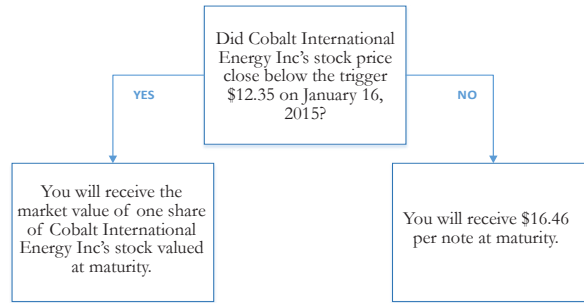 Did Cobalt International
Energy Inc's stock price
close below the trigger
$12.35 on January 16,
2015?
YES
NO
You will receive the
market value of one share
of Cobalt International
Energy Inc's stock valued
at maturity.
You will receive $16.46
per note at maturity.